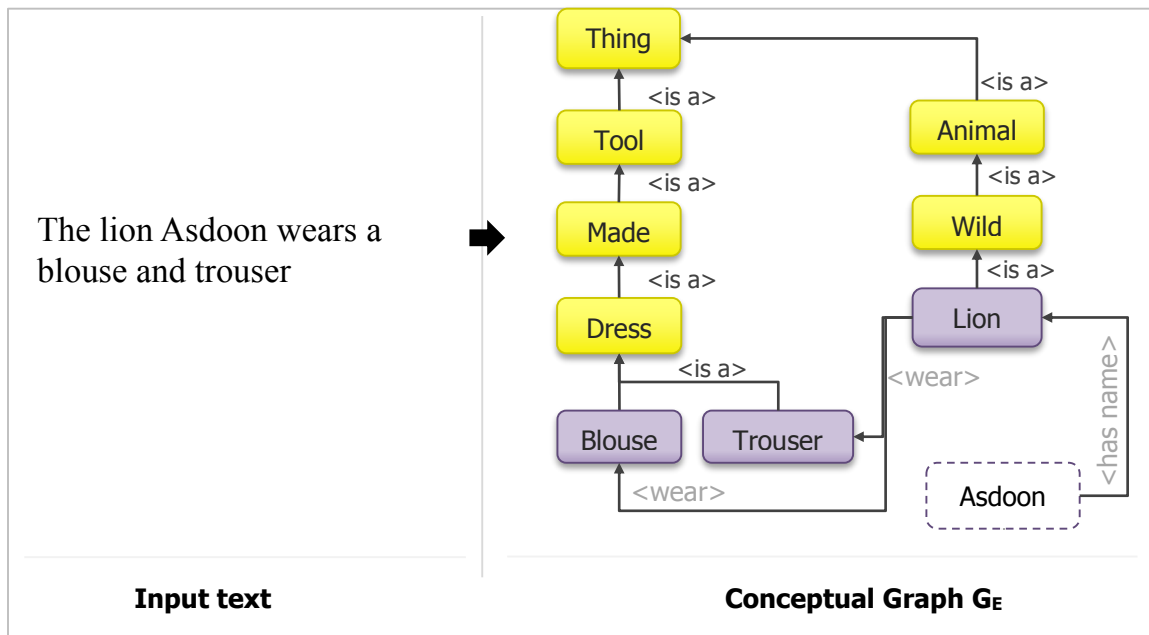 The lion Asdoon wears a
blouse and trouser
Thing
<is a>
<is a>
Tool
Animal
<is a>
<is a>
Made
Wild
<is a>
<is a>
Dress
Lion
<is a>
<wear>
<has name>
Blouse
Trouser
<wear>
Asdoon
Input text
Conceptual Graph GE